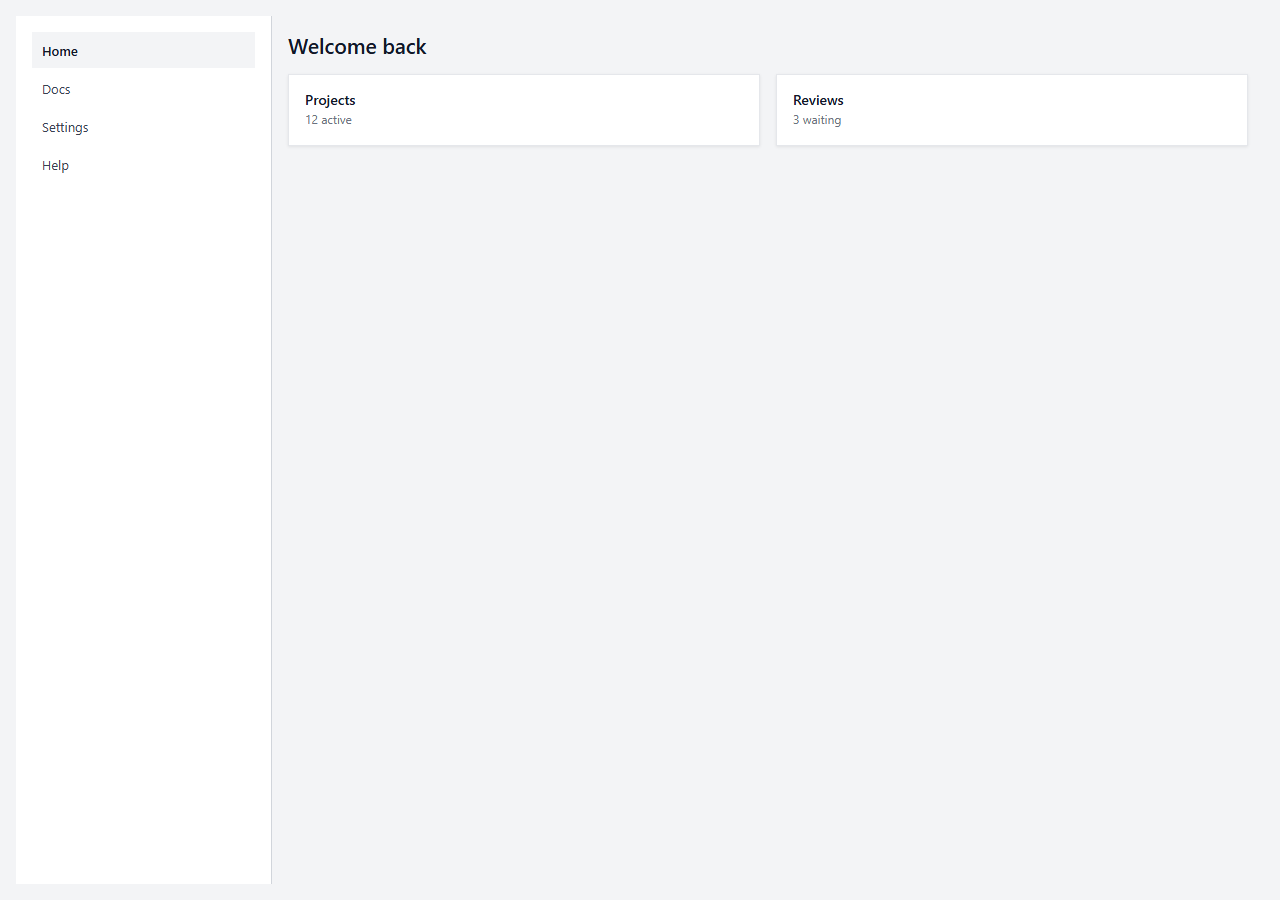 Home
Docs
Settings
Help
Welcome back
Projects
12 active
Reviews
3 waiting